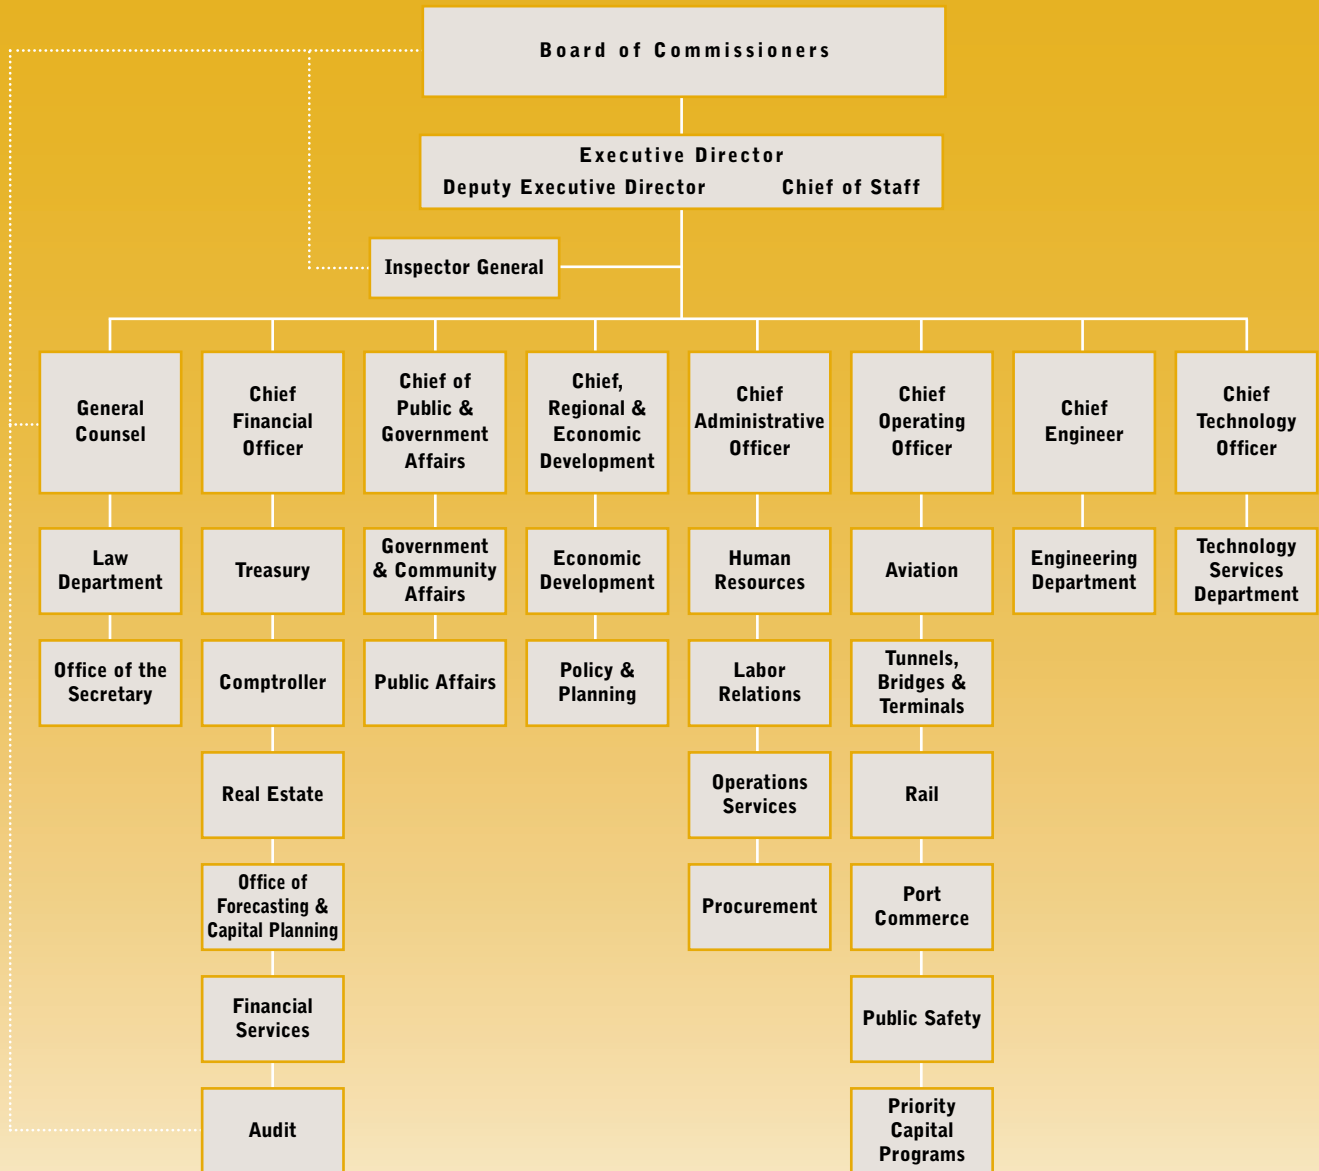 Board of Commissioners
Executive Director
Deputy Executive Director Chief of Staff
Inspector General
General
Counsel
Chief
Financial
Officer
Chief of
Public &
Government
Affairs
Chief,
Regional &
Economic
Development
Chief
Administrative
Officer
Chief
Operating
Officer
Chief
Engineer
Chief
Technology
Officer
Law
Department
Treasury
Government
& Community
Affairs
Economic
Development
Human
Resources
Aviation
Engineering
Department
Technology
Services
Department
Office of the
Secretary
Comptroller
Public Affairs
Policy &
Planning
Labor
Relations
Tunnels,
Bridges &
Terminals
Real Estate
Operations
Services
Rail
Office of
Forecasting &
Capital Planning
Procurement
Port
Commerce
Financial
Services
Public Safety
Audit
Priority
Capital
Programs